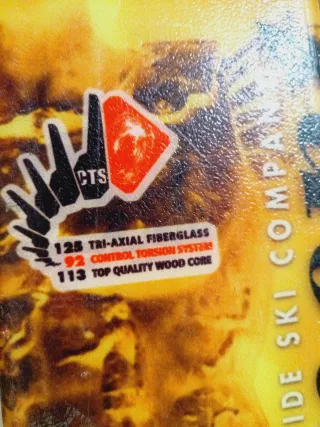 CTS
125 TRI-AXIAL FIBERGLASS
92 CONTROL TORSION SYSTEM
113 TOP QUALITY WOOD CORE
IDE SKI COMPAN